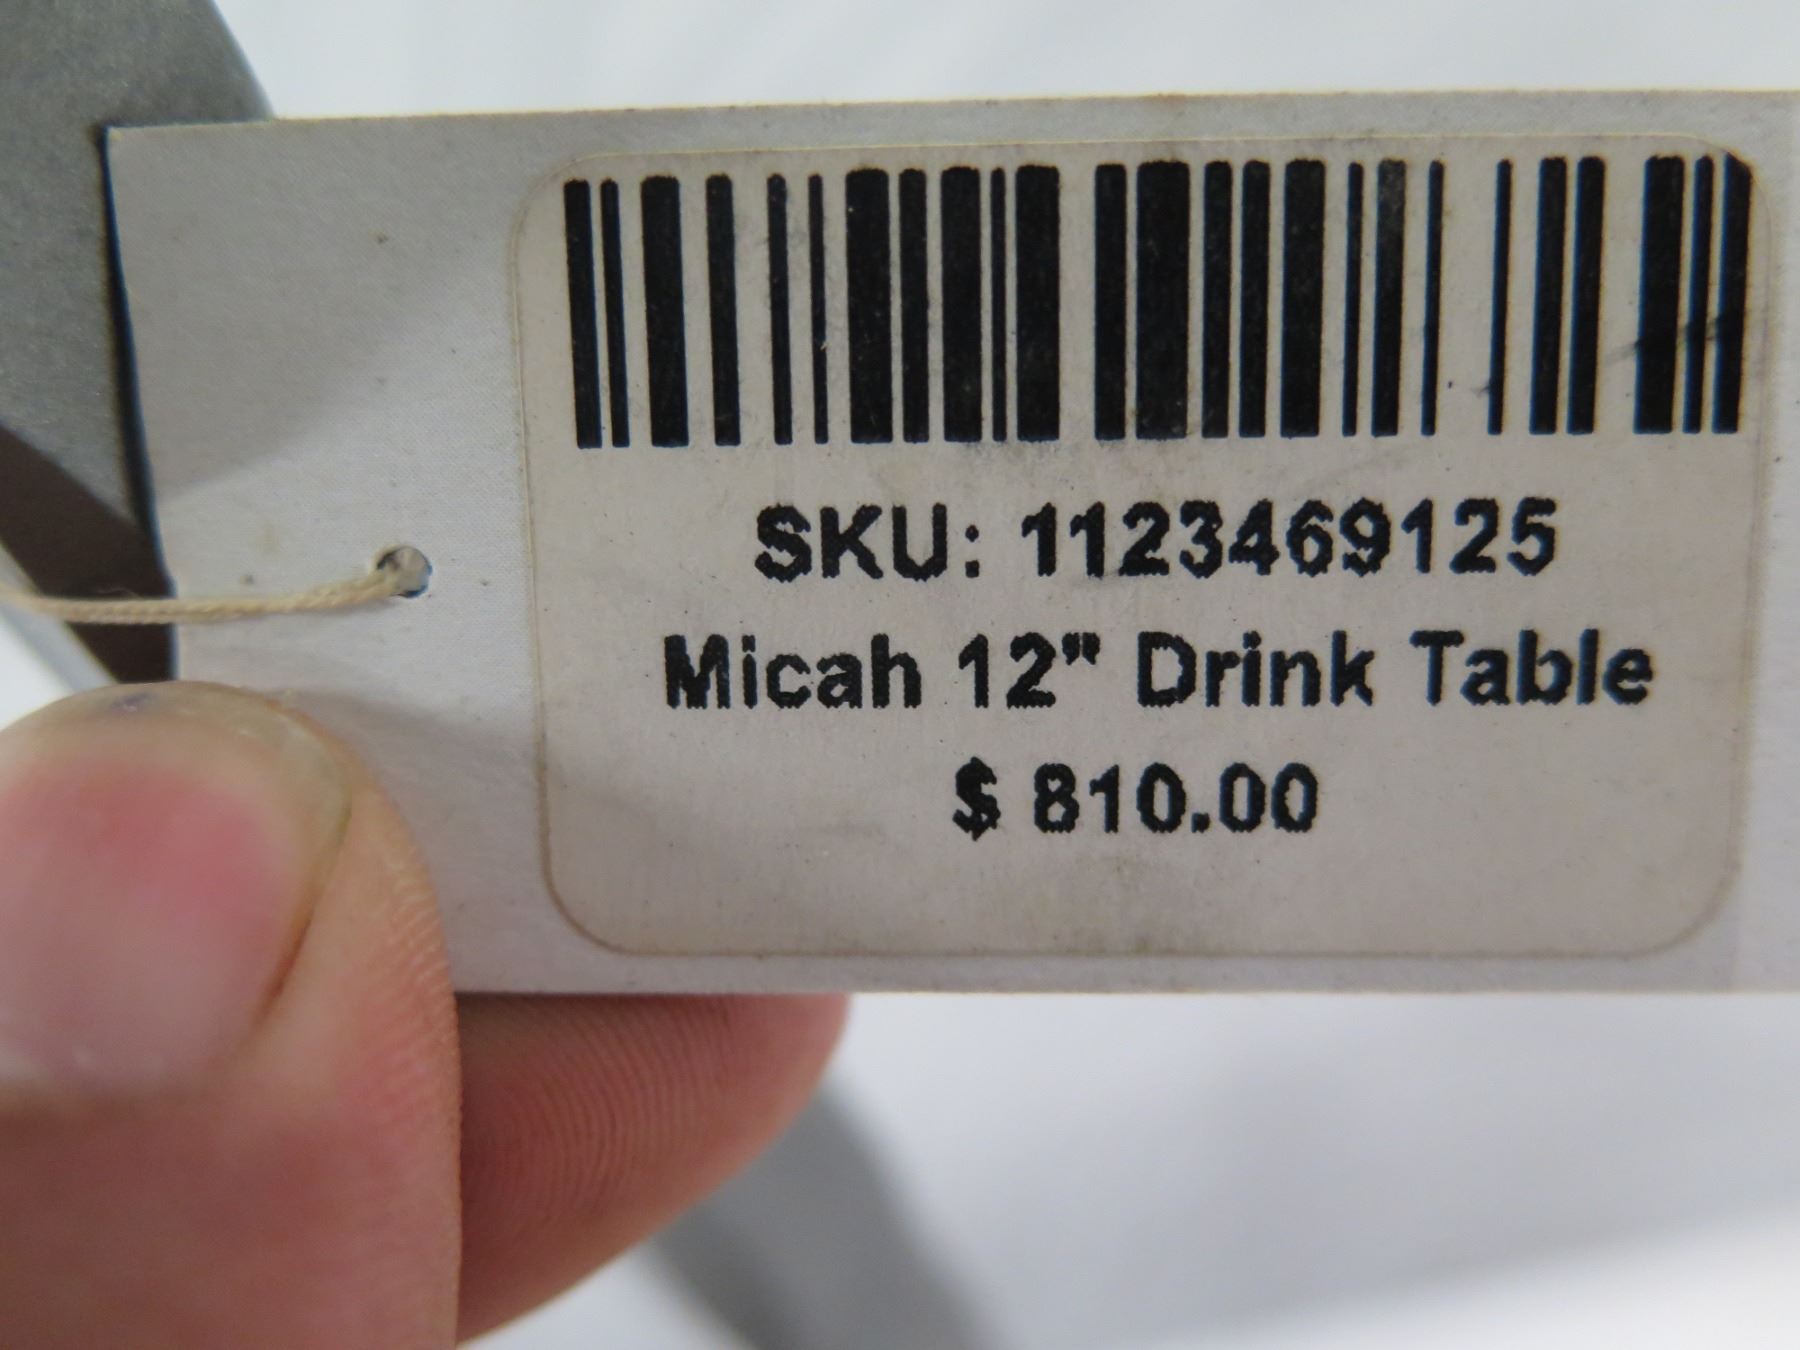 SKU: 1123469125
Micah 12" Drink Table
$ 810.00